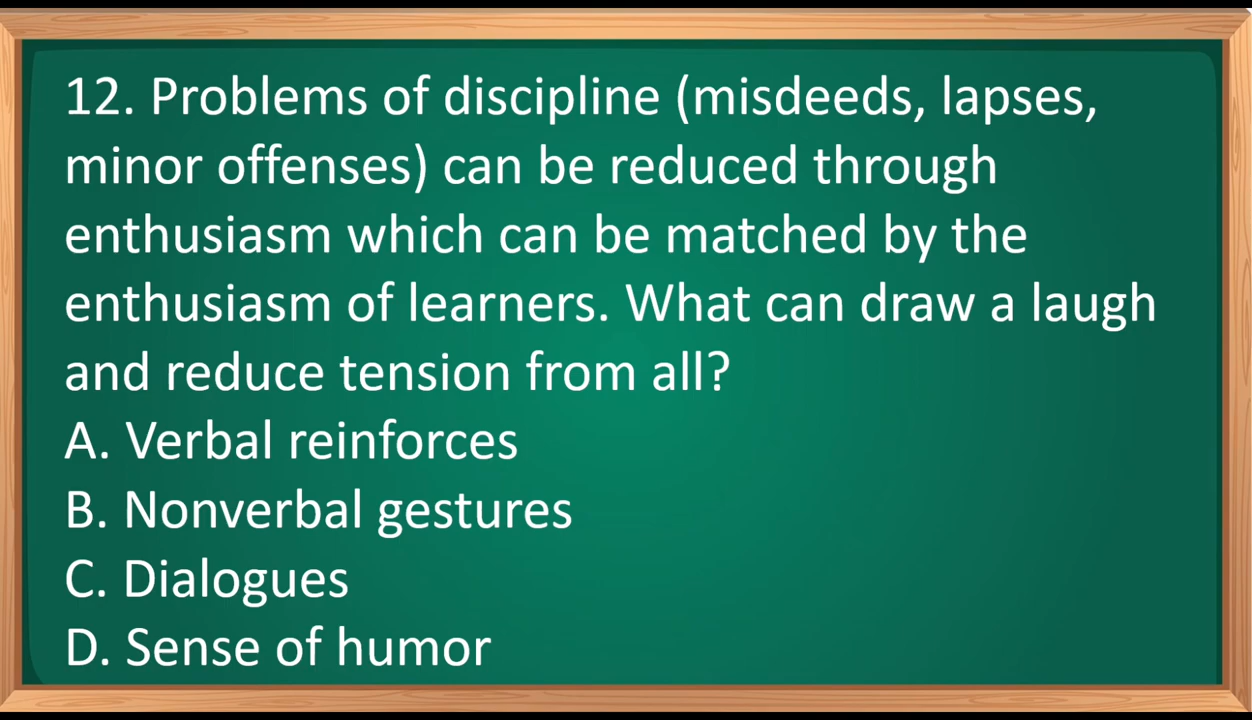 12. Problems of discipline (misdeeds, lapses,
minor offenses) can be reduced through
enthusiasm which can be matched by the
enthusiasm of learners. What can draw a laugh
and reduce tension from all?
A. Verbal reinforces
B. Nonverbal gestures
C. Dialogues
D. Sense of humor